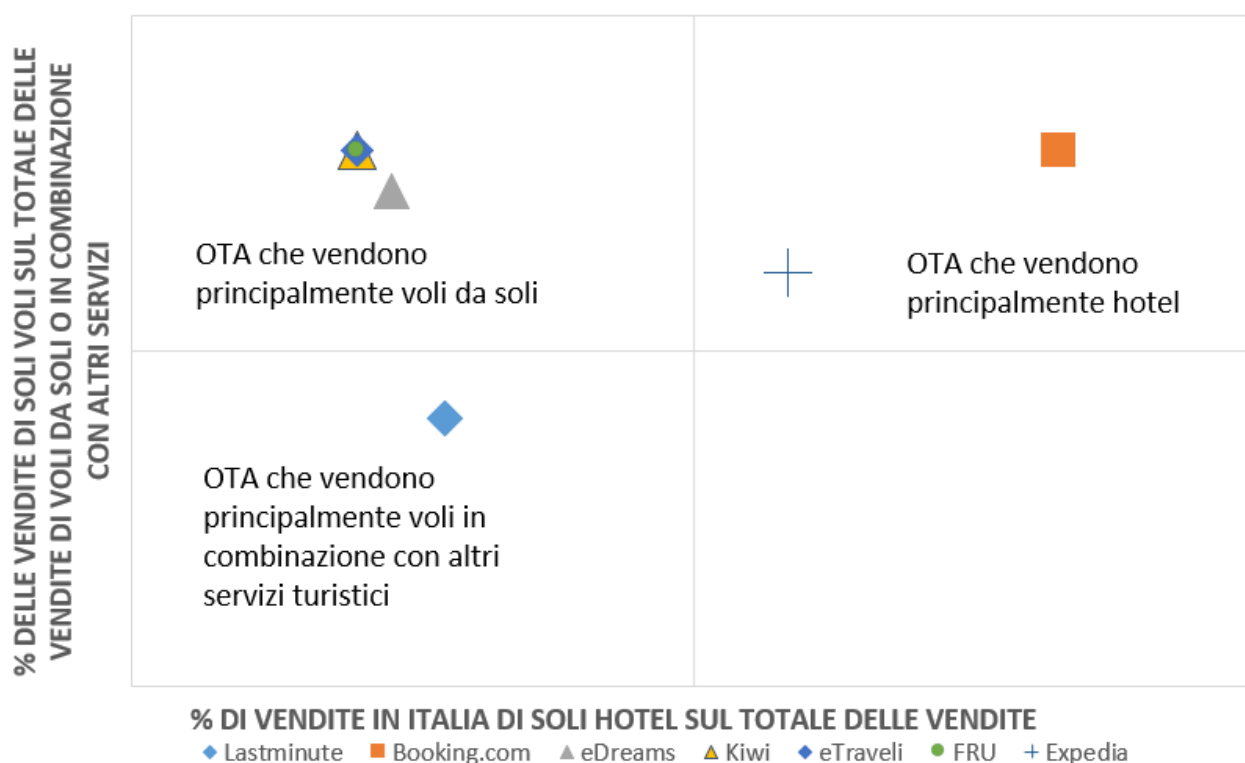 % DELLE VENDITE DI SOLI VOLI SUL TOTALE DELLE
VENDITE DI VOLI DA SOLI O IN COMBINAZIONE
CON ALTRI SERVIZI
OTA che vendono
principalmente voli da soli
OTA che vendono
principalmente hotel
OTA che vendono
principalmente voli in
combinazione con altri
servizi turistici
% DI VENDITE IN ITALIA DI SOLI HOTEL SUL TOTALE DELLE VENDITE
Lastminute Booking.com eDreams Kiwi eTraveli FRU Expedia